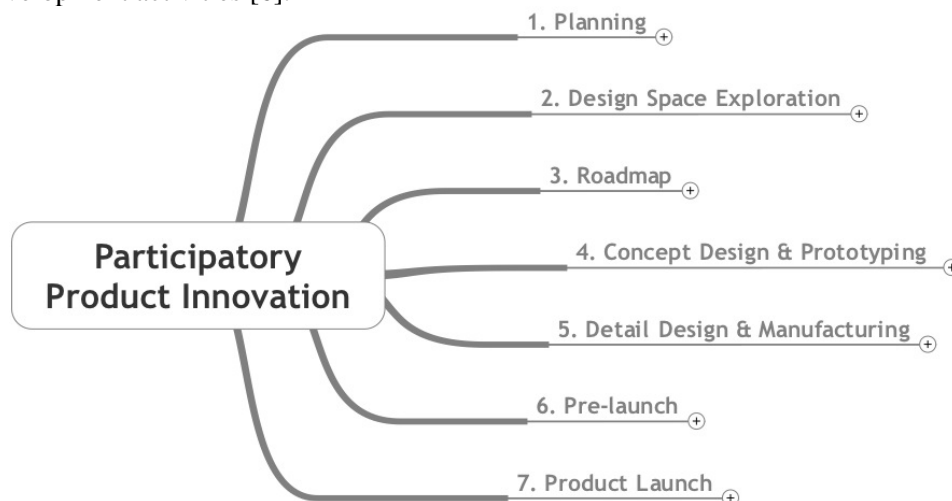 1. Planning
2. Design Space Exploration
3. Roadmap
Participatory
Product Innovation
4. Concept Design & Prototyping
5. Detail Design & Manufacturing
6. Pre-launch
7. Product Launch